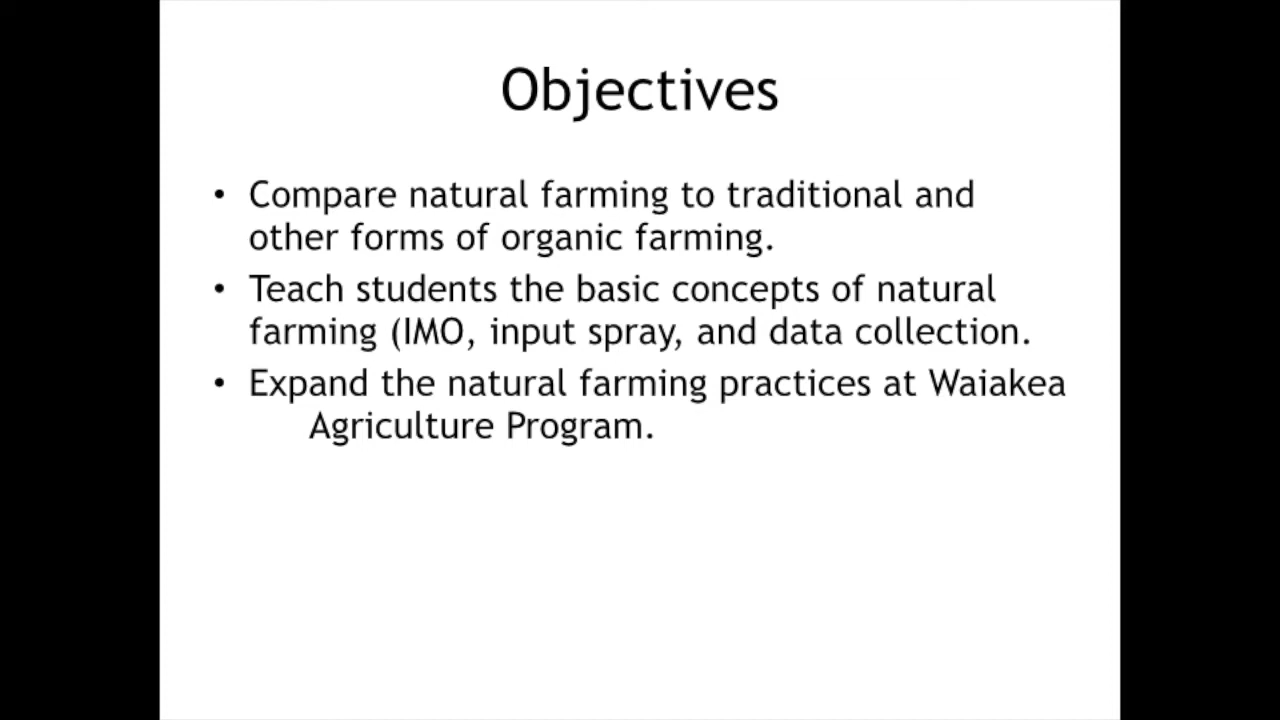 Objectives
• Compare natural farming to traditional and
other forms of organic farming.
• Teach students the basic concepts of natural
farming (IMO, input spray, and data collection.
• Expand the natural farming practices at Waiakea
Agriculture Program.